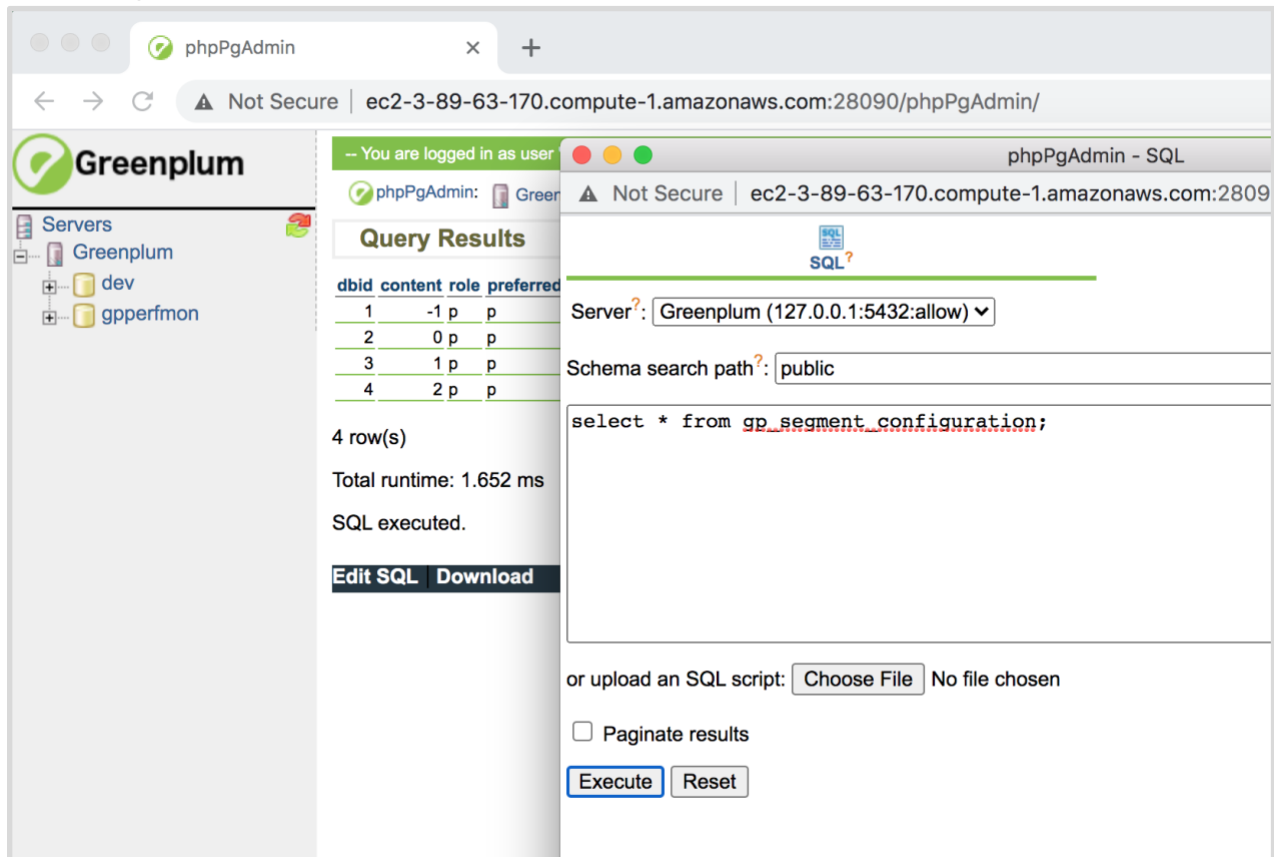 phpPgAdmin
Not Secure ec2-3-89-63-170.compute-1.amazonaws.com:28090/phpPgAdmin/
Greenplum
Servers
Greenplum
dev
gpperfmon
-- You are logged in as user
phpPgAdmin: Green
Query Results
dbid content role preferred
1 -1 p p
2 0 p p
3 1 p p
4 2 p p
4 row(s)
Total runtime: 1.652 ms
SQL executed.
Edit SQL Download
phpPgAdmin - SQL
Not Secure ec2-3-89-63-170.compute-1.amazonaws.com:2809
SQL
SQL?
Server?: Greenplum (127.0.0.1:5432:allow)
Schema search path?: public
select * from gp_segment_configuration;
or upload an SQL script: Choose File No file chosen
Paginate results
Execute Reset